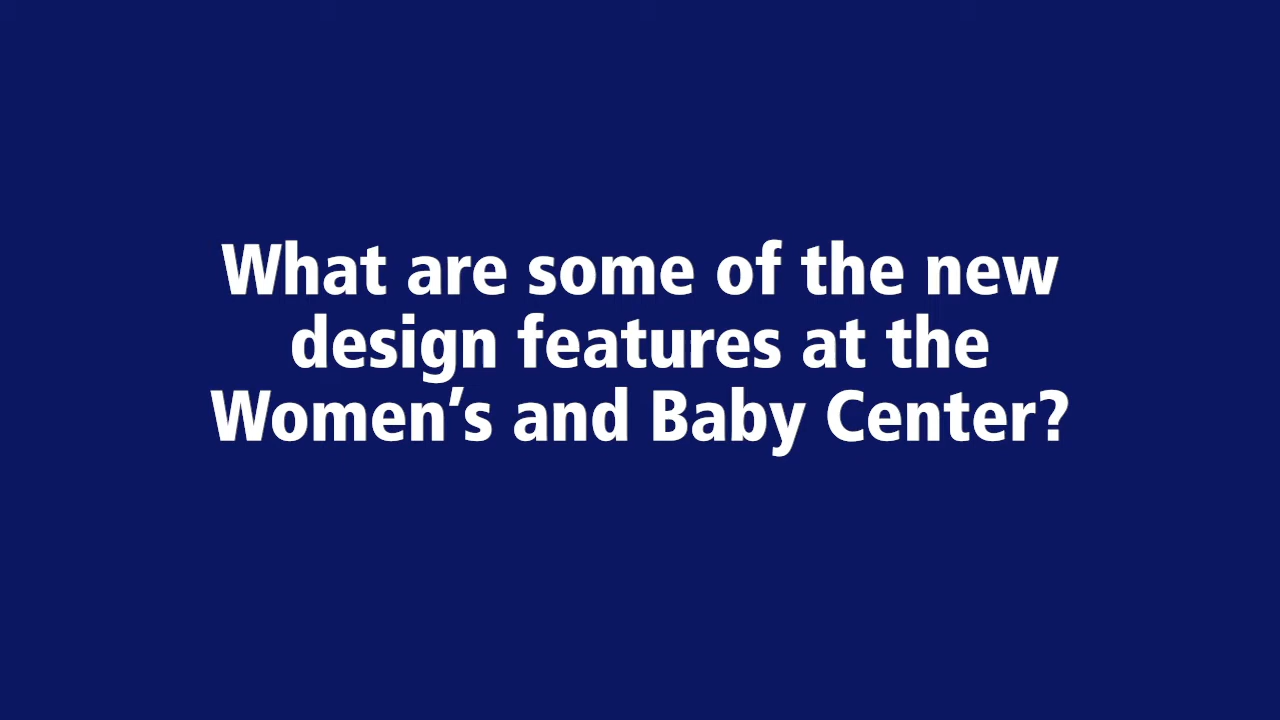 What are some of the new
design features at the
Women’s and Baby Center?